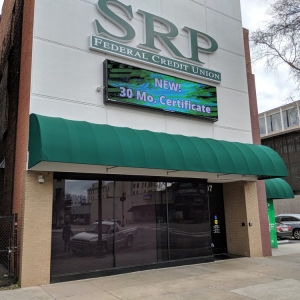 SRP
FEDERAL CREDIT UNION
NEW!
30 Mo. Certificate